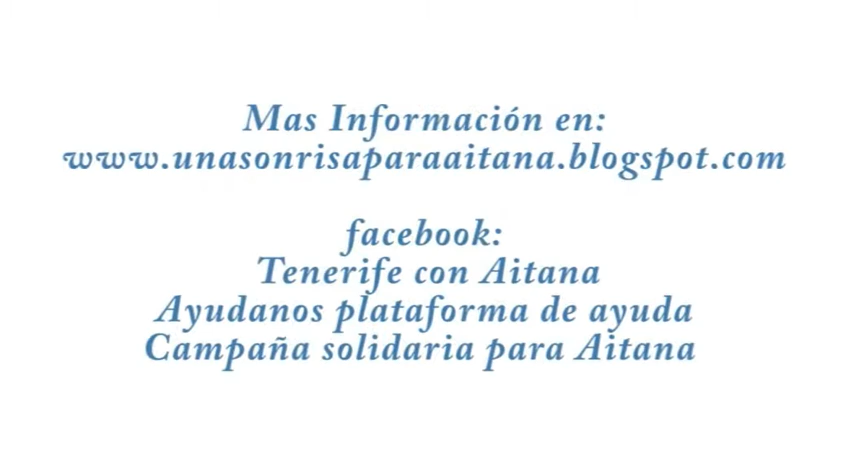 Mas Información en:
www.unasonrisaparaaitana.blogspot.com
facebook:
Tenerife con Aitana
Ayudanos plataforma de ayuda
Campaña solidaria para Aitana